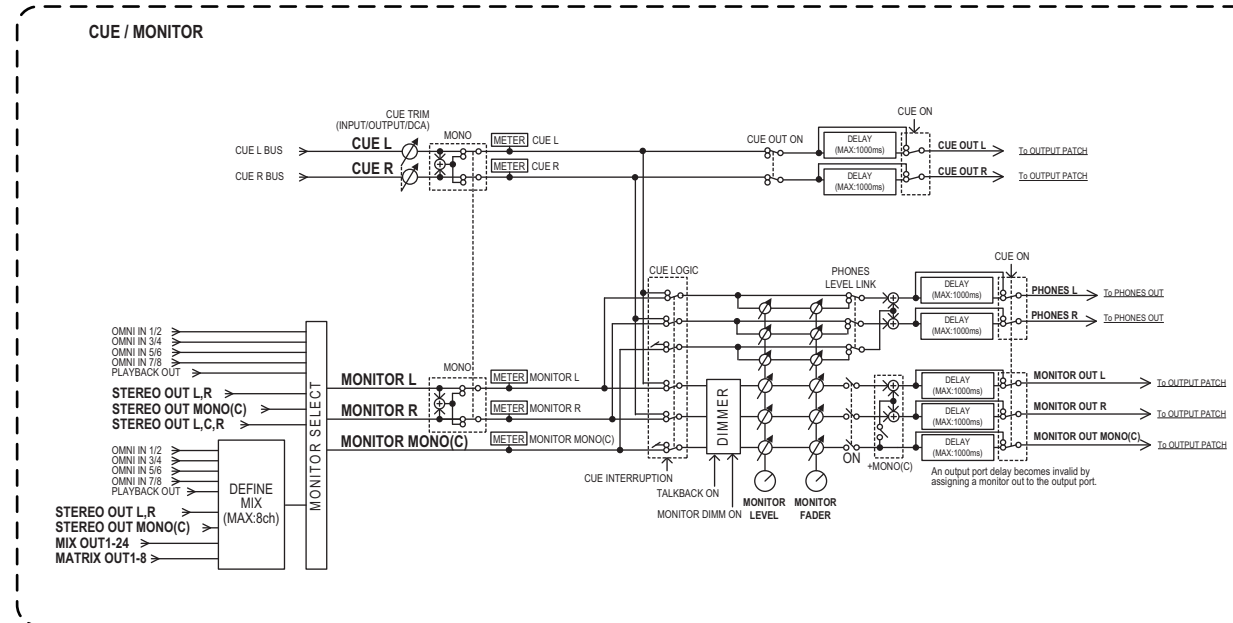 CUE / MONITOR
CUE TRIM
(INPUT/OUTPUT/DCA)
MONO
CUE ON
CUE L BUS
CUE L
METER CUE L
CUE OUT ON
DELAY
(MAX:1000ms)
CUE OUT L
To OUTPUT PATCH
CUE R BUS
CUE R
METER CUE R
DELAY
(MAX:1000ms)
CUE OUT R
To OUTPUT PATCH
CUE ON
CUE LOGIC
PHONES
LEVEL LINK
DELAY
(MAX:1000ms)
PHONES L
To PHONES OUT
DELAY
(MAX:1000ms)
PHONES R
To PHONES OUT
OMNI IN 1/2
OMNI IN 3/4
OMNI IN 5/6
OMNI IN 7/8
PLAYBACK OUT
STEREO OUT L,R
STEREO OUT MONO(C)
STEREO OUT L,C,R
OMNI IN 1/2
OMNI IN 3/4
OMNI IN 5/6
OMNI IN 7/8
PLAYBACK OUT
STEREO OUT L,R
STEREO OUT MONO(C)
MIX OUT1-24
MATRIX OUT1-8
DEFINE
MIX
(MAX:8ch)
MONITOR SELECT
MONO
MONITOR L
METER MONITOR L
MONITOR R
METER MONITOR R
MONITOR MONO(C)
METER MONITOR MONO(C)
CUE INTERRUPTION
DIMMER
TALKBACK ON
MONITOR DIMM ON
MONITOR
LEVEL
MONITOR
FADER
ON
+MONO(C)
DELAY
(MAX:1000ms)
MONITOR OUT L
To OUTPUT PATCH
DELAY
(MAX:1000ms)
MONITOR OUT R
To OUTPUT PATCH
DELAY
(MAX:1000ms)
MONITOR OUT MONO(C)
To OUTPUT PATCH
An output port delay becomes invalid by
assigning a monitor out to the output port.